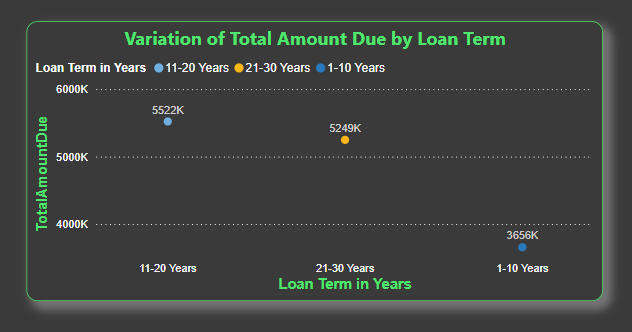 Variation of Total Amount Due by Loan Term
Loan Term in Years 11-20 Years 21-30 Years 1-10 Years
6000K
5522K
5249K
5000K
4000K
3656K
TotalAmountDue
11-20 Years 21-30 Years 1-10 Years
Loan Term in Years